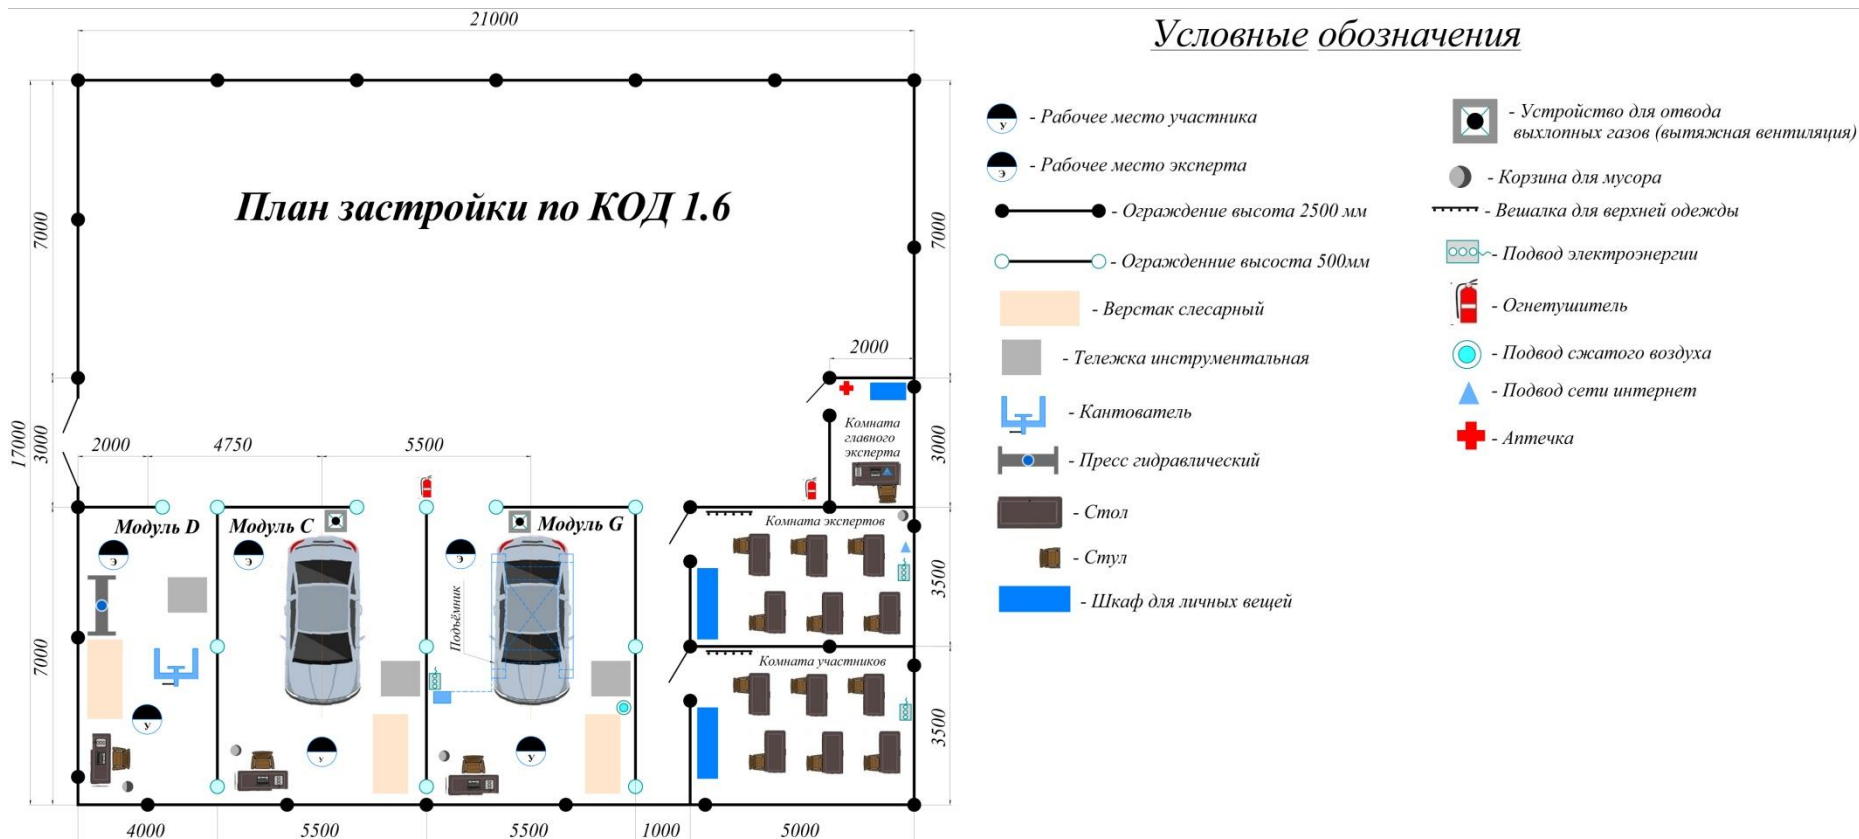 21000
Условные обозначения
План застройки по КОД 1.6
7000
3000
17000
7000
7000
3000
3500
3500
2000
2000
4750
5500
Комната
главного
эксперта
Модуль D
Модуль C
Модуль G
Э
Э
Э
У
У
У
Подъёмник
Комната экспертов
Комната участников
4000
5500
5500
1000
5000
У
- Рабочее место участника
Э
- Рабочее место эксперта
- Ограждение высота 2500 мм
- Огражденние высоста 500мм
- Верстак слесарный
- Тележка инструментальная
- Кантователь
- Пресс гидравлический
- Стол
- Стул
- Шкаф для личных вещей
- Устройство для отвода
выхлопных газов (вытяжная вентиляция)
- Корзина для мусора
- Вешалка для верхней одежды
- Подвод электроэнергии
- Огнетушитель
- Подвод сжатого воздуха
- Подвод сети интернет
- Аптечка